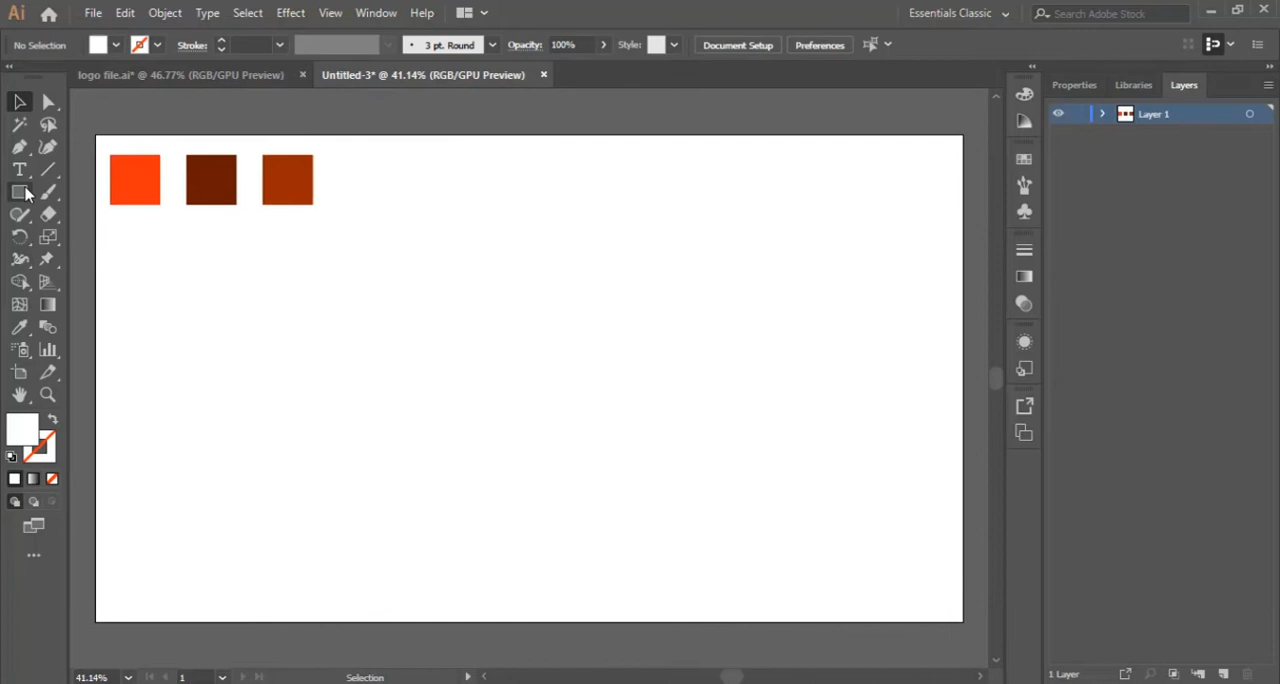 Ai File Edit Object Type Select Effect View Window Help Essentials Classic Search Adobe Stock
No Selection Stroke: 3 pt. Round Opacity: 100% Style: Document Setup Preferences
logo file.ai* @ 46.77% (RGB/GPU Preview) × Untitled-3* @ 41.14% (RGB/GPU Preview) ×
Properties Libraries Layers
Layer 1
T
41.14% 1 Selection 1 Layer